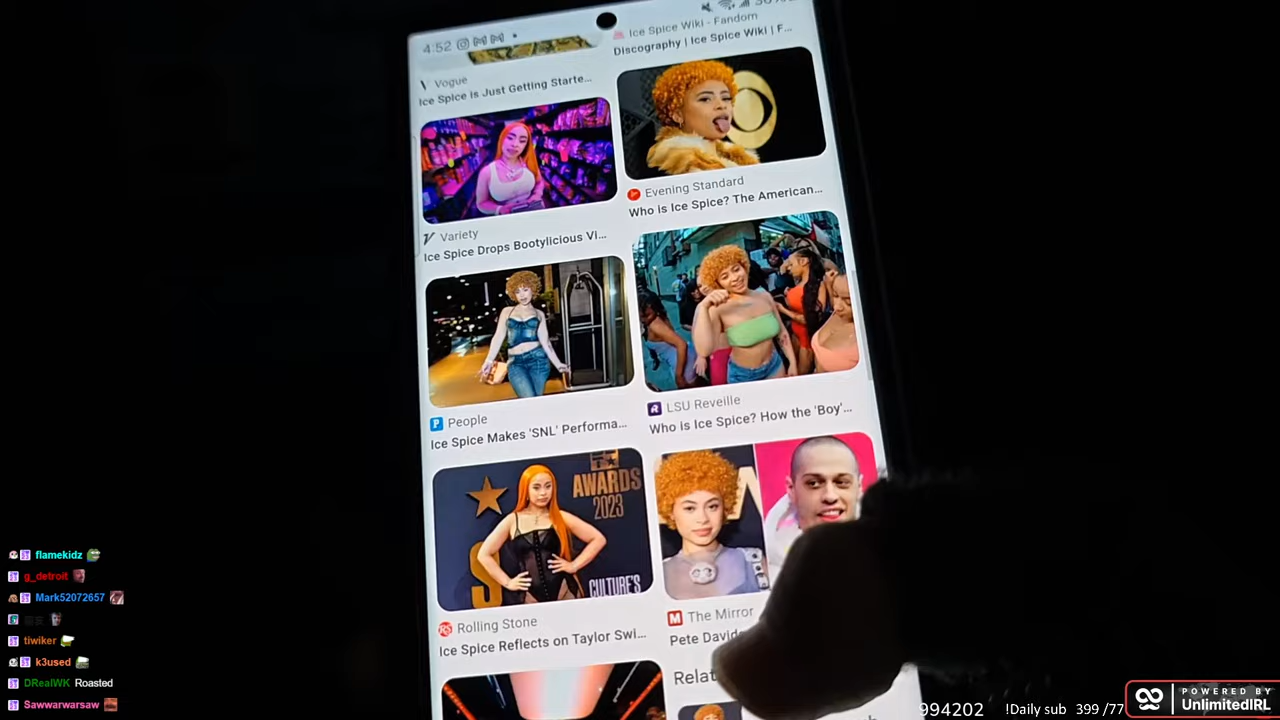 4:52
Ice Spice Wiki - Fandom
Discography | Ice Spice Wiki | F...
Vogue
Ice Spice is Just Getting Starte...
Evening Standard
Who is Ice Spice? The American...
Variety
Ice Spice Drops Bootylicious Vi...
People
Ice Spice Makes 'SNL' Performa...
LSU Reveille
Who is Ice Spice? How the 'Boy'...
AWARDS
2023
CULTURE'S
Rolling Stone
Ice Spice Reflects on Taylor Swi...
The Mirror
Pete David
Relat
flamekidz
g_detroit
Mark52072657
tiwiker
k3used
DRealWK Roasted
Sawwarwarsaw
994202 !Daily sub 399 /77
POWERED BY
UnlimitedIRL